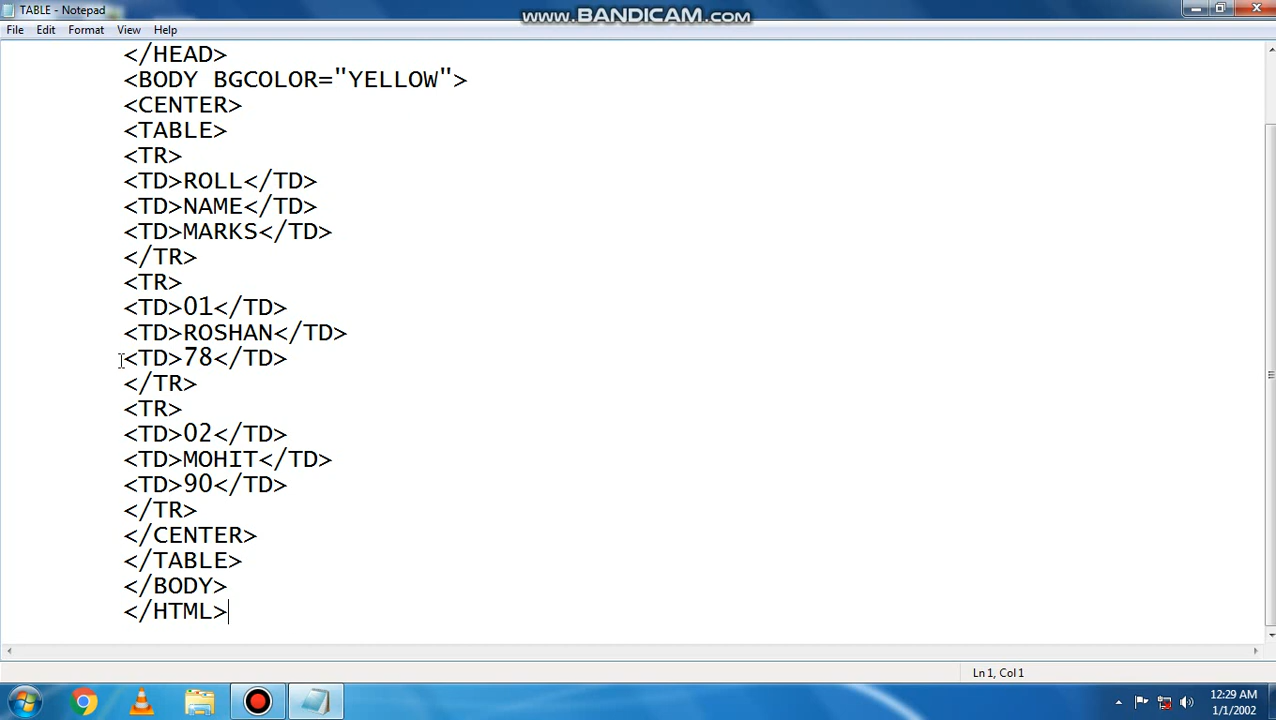 TABLE - Notepad
www.BANDICAM.com
File Edit Format View Help
</HEAD>
<BODY BGCOLOR="YELLOW">
<CENTER>
<TABLE>
<TR>
<TD>ROLL</TD>
<TD>NAME</TD>
<TD>MARKS</TD>
</TR>
<TR>
<TD>01</TD>
<TD>ROSHAN</TD>
<TD>78</TD>
</TR>
<TR>
<TD>02</TD>
<TD>MOHIT</TD>
<TD>90</TD>
</TR>
</CENTER>
</TABLE>
</BODY>
</HTML>
Ln 1, Col 1
12:29 AM
1/1/2002